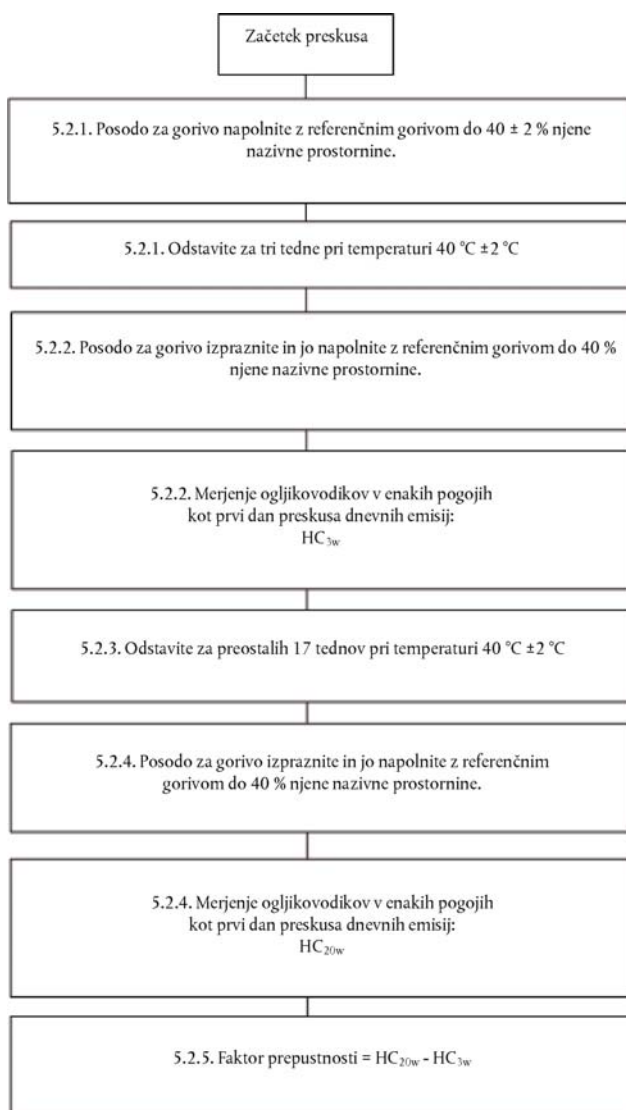 Začetek preskusa
5.2.1. Posodo za gorivo napolnite z referenčnim gorivom do 40 ± 2 % njene
nazivne prostornine.
5.2.1. Odstavite za tri tedne pri temperaturi 40 °C ±2 °C
5.2.2. Posodo za gorivo izpraznite in jo napolnite z referenčnim gorivom do 40 %
njene nazivne prostornine.
5.2.2. Merjenje ogljikovodikov v enakih pogojih
kot prvi dan preskusa dnevnih emisij:
HC3w
5.2.3. Odstavite za preostalih 17 tednov pri temperaturi 40 °C ±2 °C
5.2.4. Posodo za gorivo izpraznite in jo napolnite z referenčnim
gorivom do 40 % njene nazivne prostornine.
5.2.4. Merjenje ogljikovodikov v enakih pogojih
kot prvi dan preskusa dnevnih emisij:
HC20w
5.2.5. Faktor prepustnosti = HC20w - HC3w